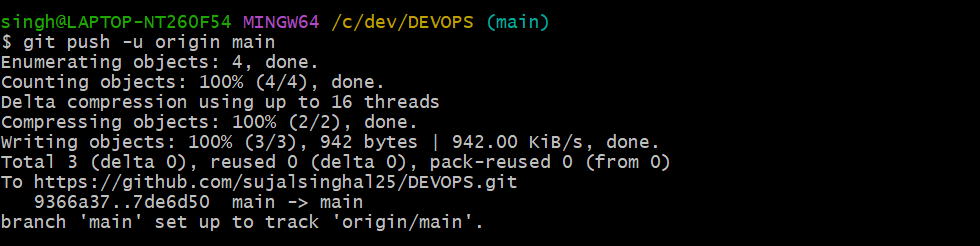 singh@LAPTOP-NT260F54 MINGW64 /c/dev/DEVOPS (main)
$ git push -u origin main
Enumerating objects: 4, done.
Counting objects: 100% (4/4), done.
Delta compression using up to 16 threads
Compressing objects: 100% (2/2), done.
Writing objects: 100% (3/3), 942 bytes | 942.00 KiB/s, done.
Total 3 (delta 0), reused 0 (delta 0), pack-reused 0 (from 0)
To https://github.com/sujalsinghal25/DEVOPS.git
   9366a37..7de6d50  main -> main
branch 'main' set up to track 'origin/main'.